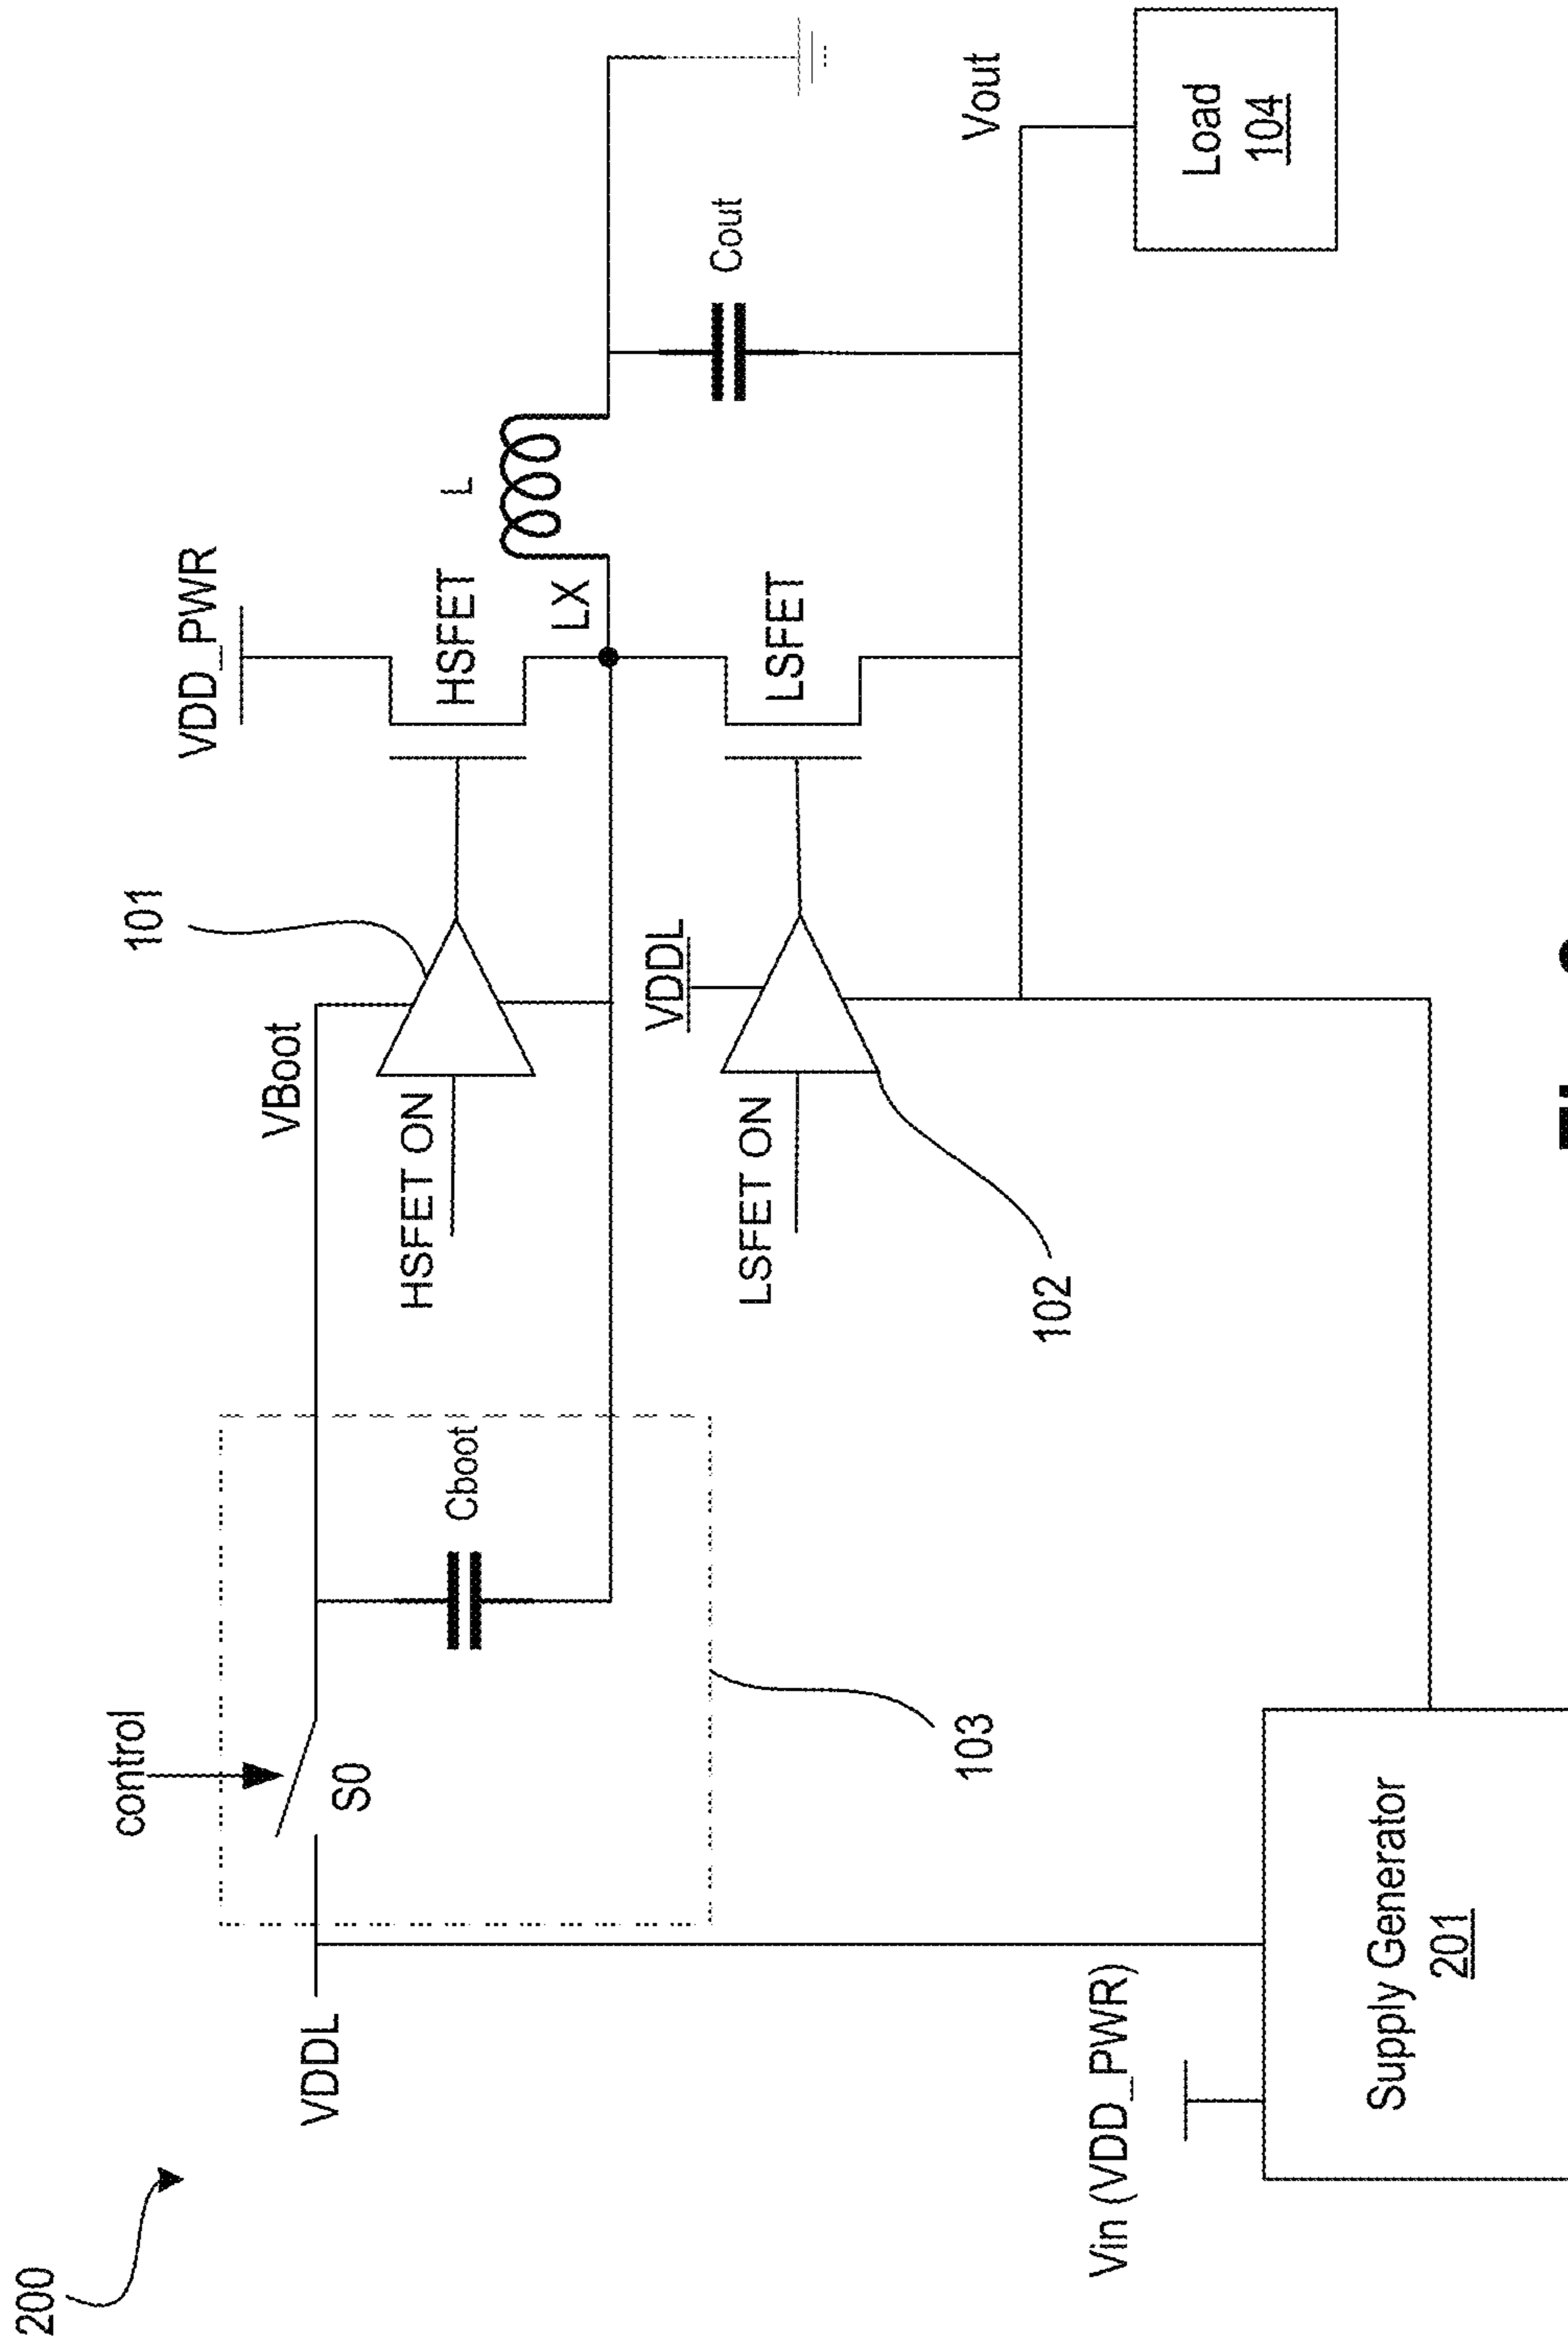 200
control
VDDL
S0
Cboot
103
VBoot
101
HSFET ON
VDD_PWR
HSFET
LX
L
VDDL
LSFET ON
LSFET
102
Cout
Vout
Load
104
Vin (VDD_PWR)
Supply Generator
201